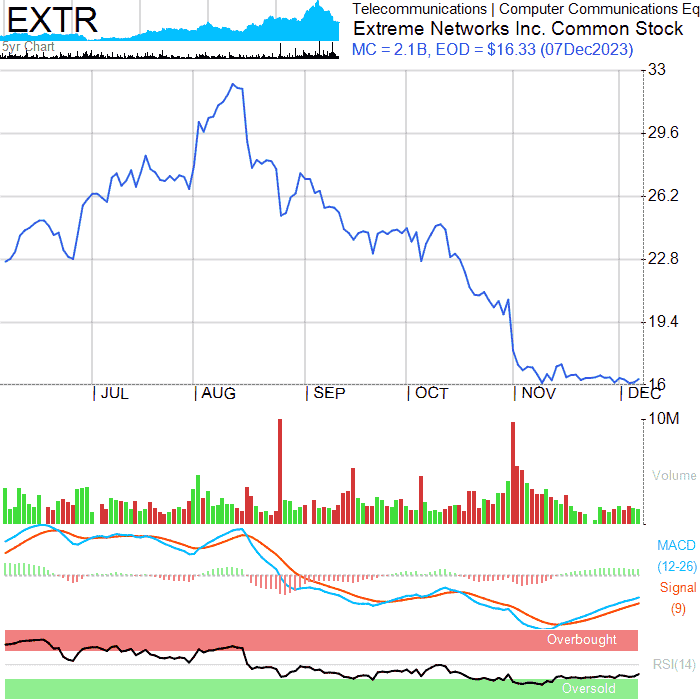 EXTR
5yr Chart
Telecommunications | Computer Communications Eq
Extreme Networks Inc. Common Stock
MC = 2.1B, EOD = $16.33 (07Dec2023)
33
29.6
26.2
22.8
19.4
16
JUL AUG SEP OCT NOV DEC
10M
Volume
MACD
(12-26)
Signal
(9)
Overbought
RSI(14)
Oversold